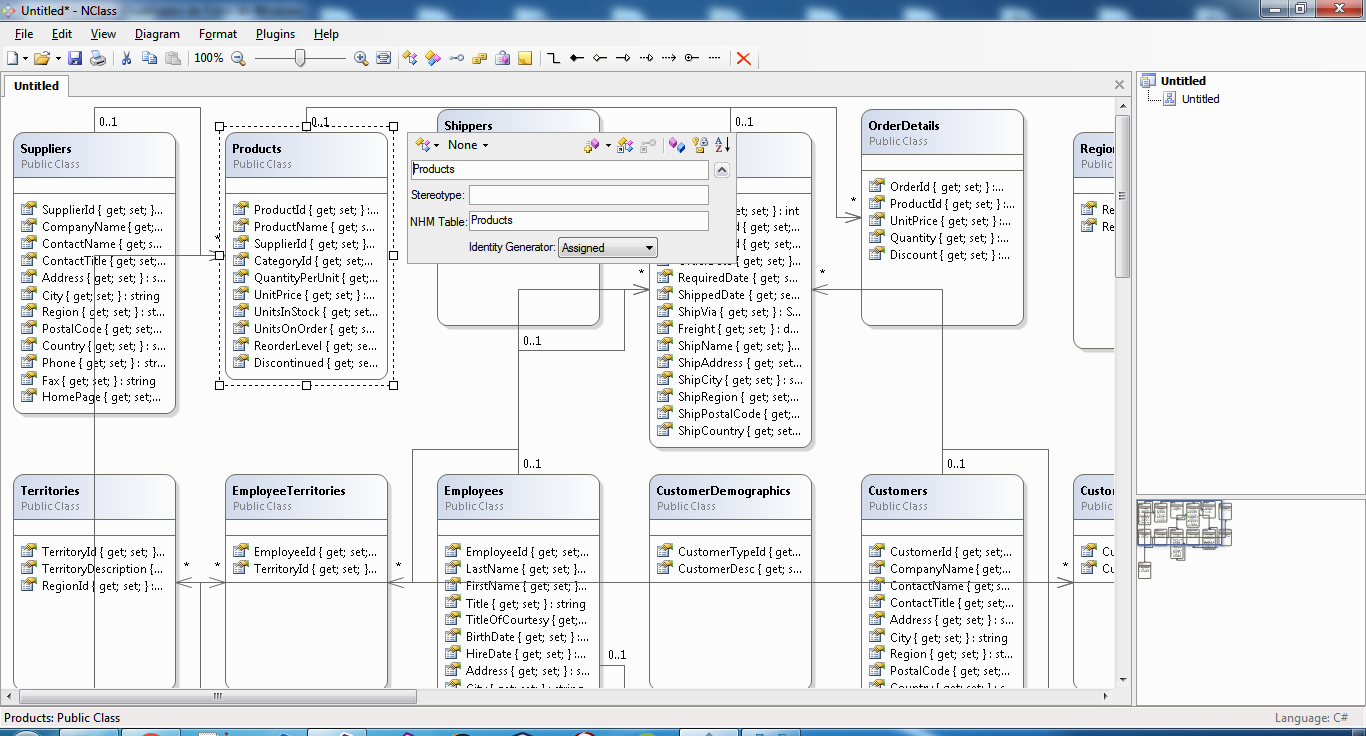 Untitled* - NClass
File Edit View Diagram Format Plugins Help
100%
Untitled
Suppliers
Public Class
SupplierId { get; set; }...
CompanyName { get;...
ContactName { get; s...
ContactTitle { get; set;...
Address { get; set; } : s...
City { get; set; } : string
Region { get; set; } : st...
PostalCode { get; set;...
Country { get; set; } : s...
Phone { get; set; } : str...
Fax { get; set; } : string
HomePage { get; set;...
0..1
*
Products
Public Class
ProductId { get; set; } :...
ProductName { get; s...
SupplierId { get; set; }...
CategoryId { get; set;...
QuantityPerUnit { get;...
UnitPrice { get; set; } :...
UnitsInStock { get; set...
UnitsOnOrder { get; s...
ReorderLevel { get; se...
Discontinued { get; se...
0..1
Shippers
None
Products
Stereotype:
NHM Table: Products
Identity Generator: Assigned
0..1
et; set; } : int
RequiredDate { get; s...
ShippedDate { get; se...
ShipVia { get; set; } : S...
Freight { get; set; } : d...
ShipName { get; set; }...
ShipAddress { get; set...
ShipCity { get; set; } : s...
ShipRegion { get; set;...
ShipPostalCode { get;...
ShipCountry { get; set...
*
*
0..1
OrderDetails
Public Class
OrderId { get; set; } :...
ProductId { get; set; } :...
UnitPrice { get; set; }...
Quantity { get; set; } :...
Discount { get; set; } :...
*
Region
Public
Re
Re
Territories
Public Class
TerritoryId { get; set; }...
TerritoryDescription {...
RegionId { get; set; } :...
*
*
EmployeeTerritories
Public Class
EmployeeId { get; set;...
TerritoryId { get; set; }...
*
0..1
Employees
Public Class
EmployeeId { get; set;...
LastName { get; set; }...
FirstName { get; set; }...
Title { get; set; } : string
TitleOfCourtesy { get;...
BirthDate { get; set; } :...
HireDate { get; set; } :...
Address { get; set; } : s...
City { get; set; } : string
0..1
CustomerDemographics
Public Class
CustomerTypeId { get...
CustomerDesc { get; s...
0..1
Customers
Public Class
CustomerId { get; set;...
CompanyName { get;...
ContactName { get; s...
ContactTitle { get; set;...
Address { get; set; } : s...
City { get; set; } : string
Region { get; set; } : st...
PostalCode { get; set;...
Country { get; set; } : s...
*
Custo
Public
Cu
Cu
Untitled
Untitled
Products: Public Class
Language: C#